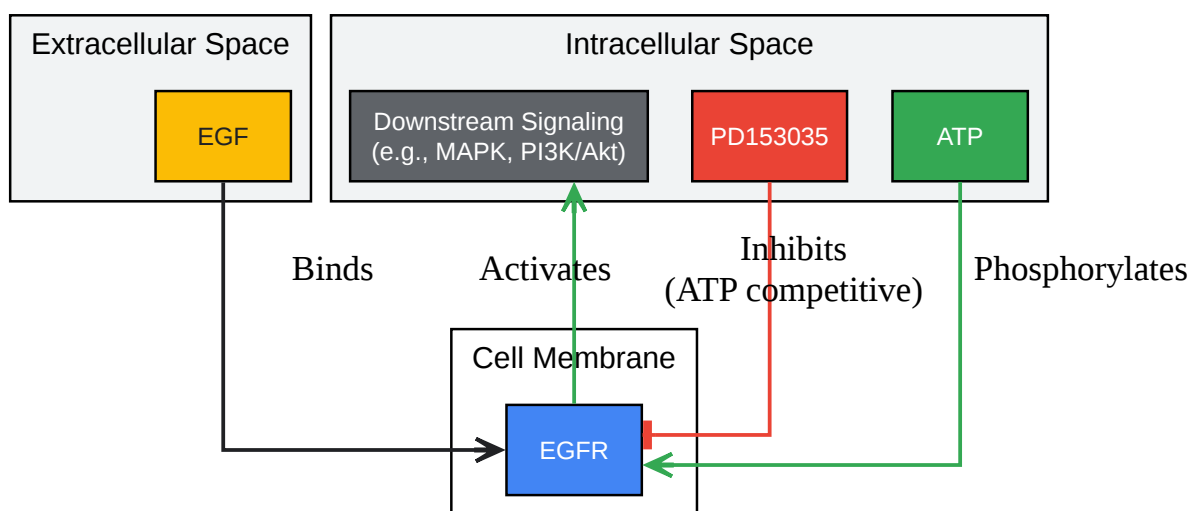 Extracellular Space
Intracellular Space
EGF
Downstream Signaling
(e.g., MAPK, PI3K/Akt)
PD153035
ATP
Binds
Activates
Inhibits
(ATP competitive)
Phosphorylates
Cell Membrane
EGFR